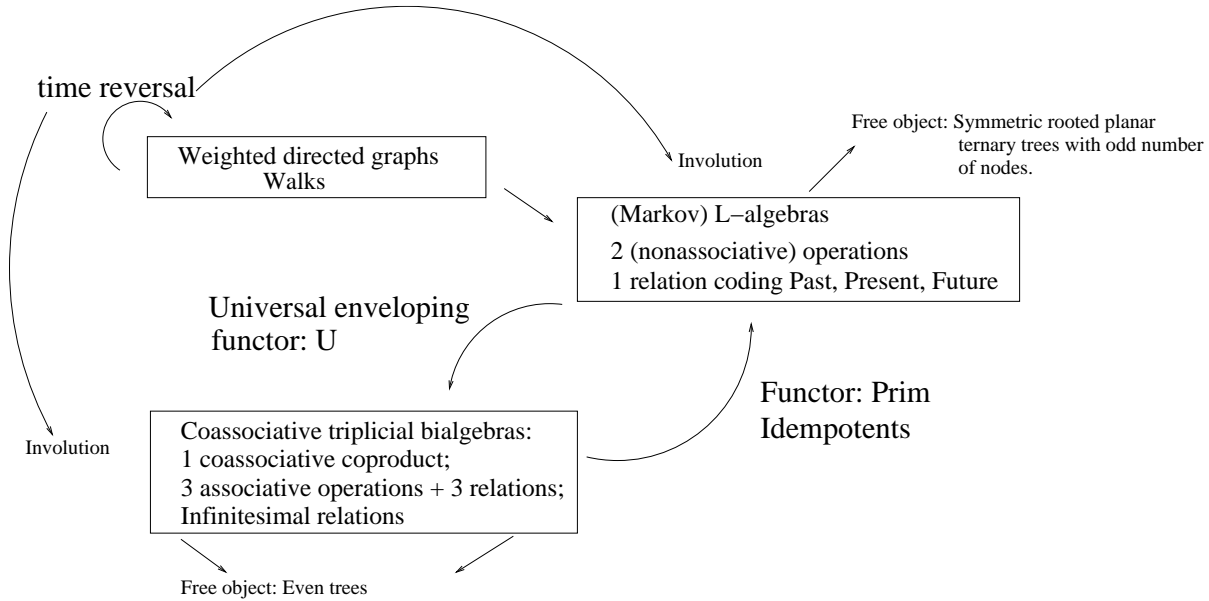 time reversal
Weighted directed graphs
Walks
Involution
Free object: Symmetric rooted planar
ternary trees with odd number
of nodes.
(Markov) L−algebras
2 (nonassociative) operations
1 relation coding Past, Present, Future
Universal enveloping
functor: U
Functor: Prim
Idempotents
Involution
Coassociative triplicial bialgebras:
1 coassociative coproduct;
3 associative operations + 3 relations;
Infinitesimal relations
Free object: Even trees